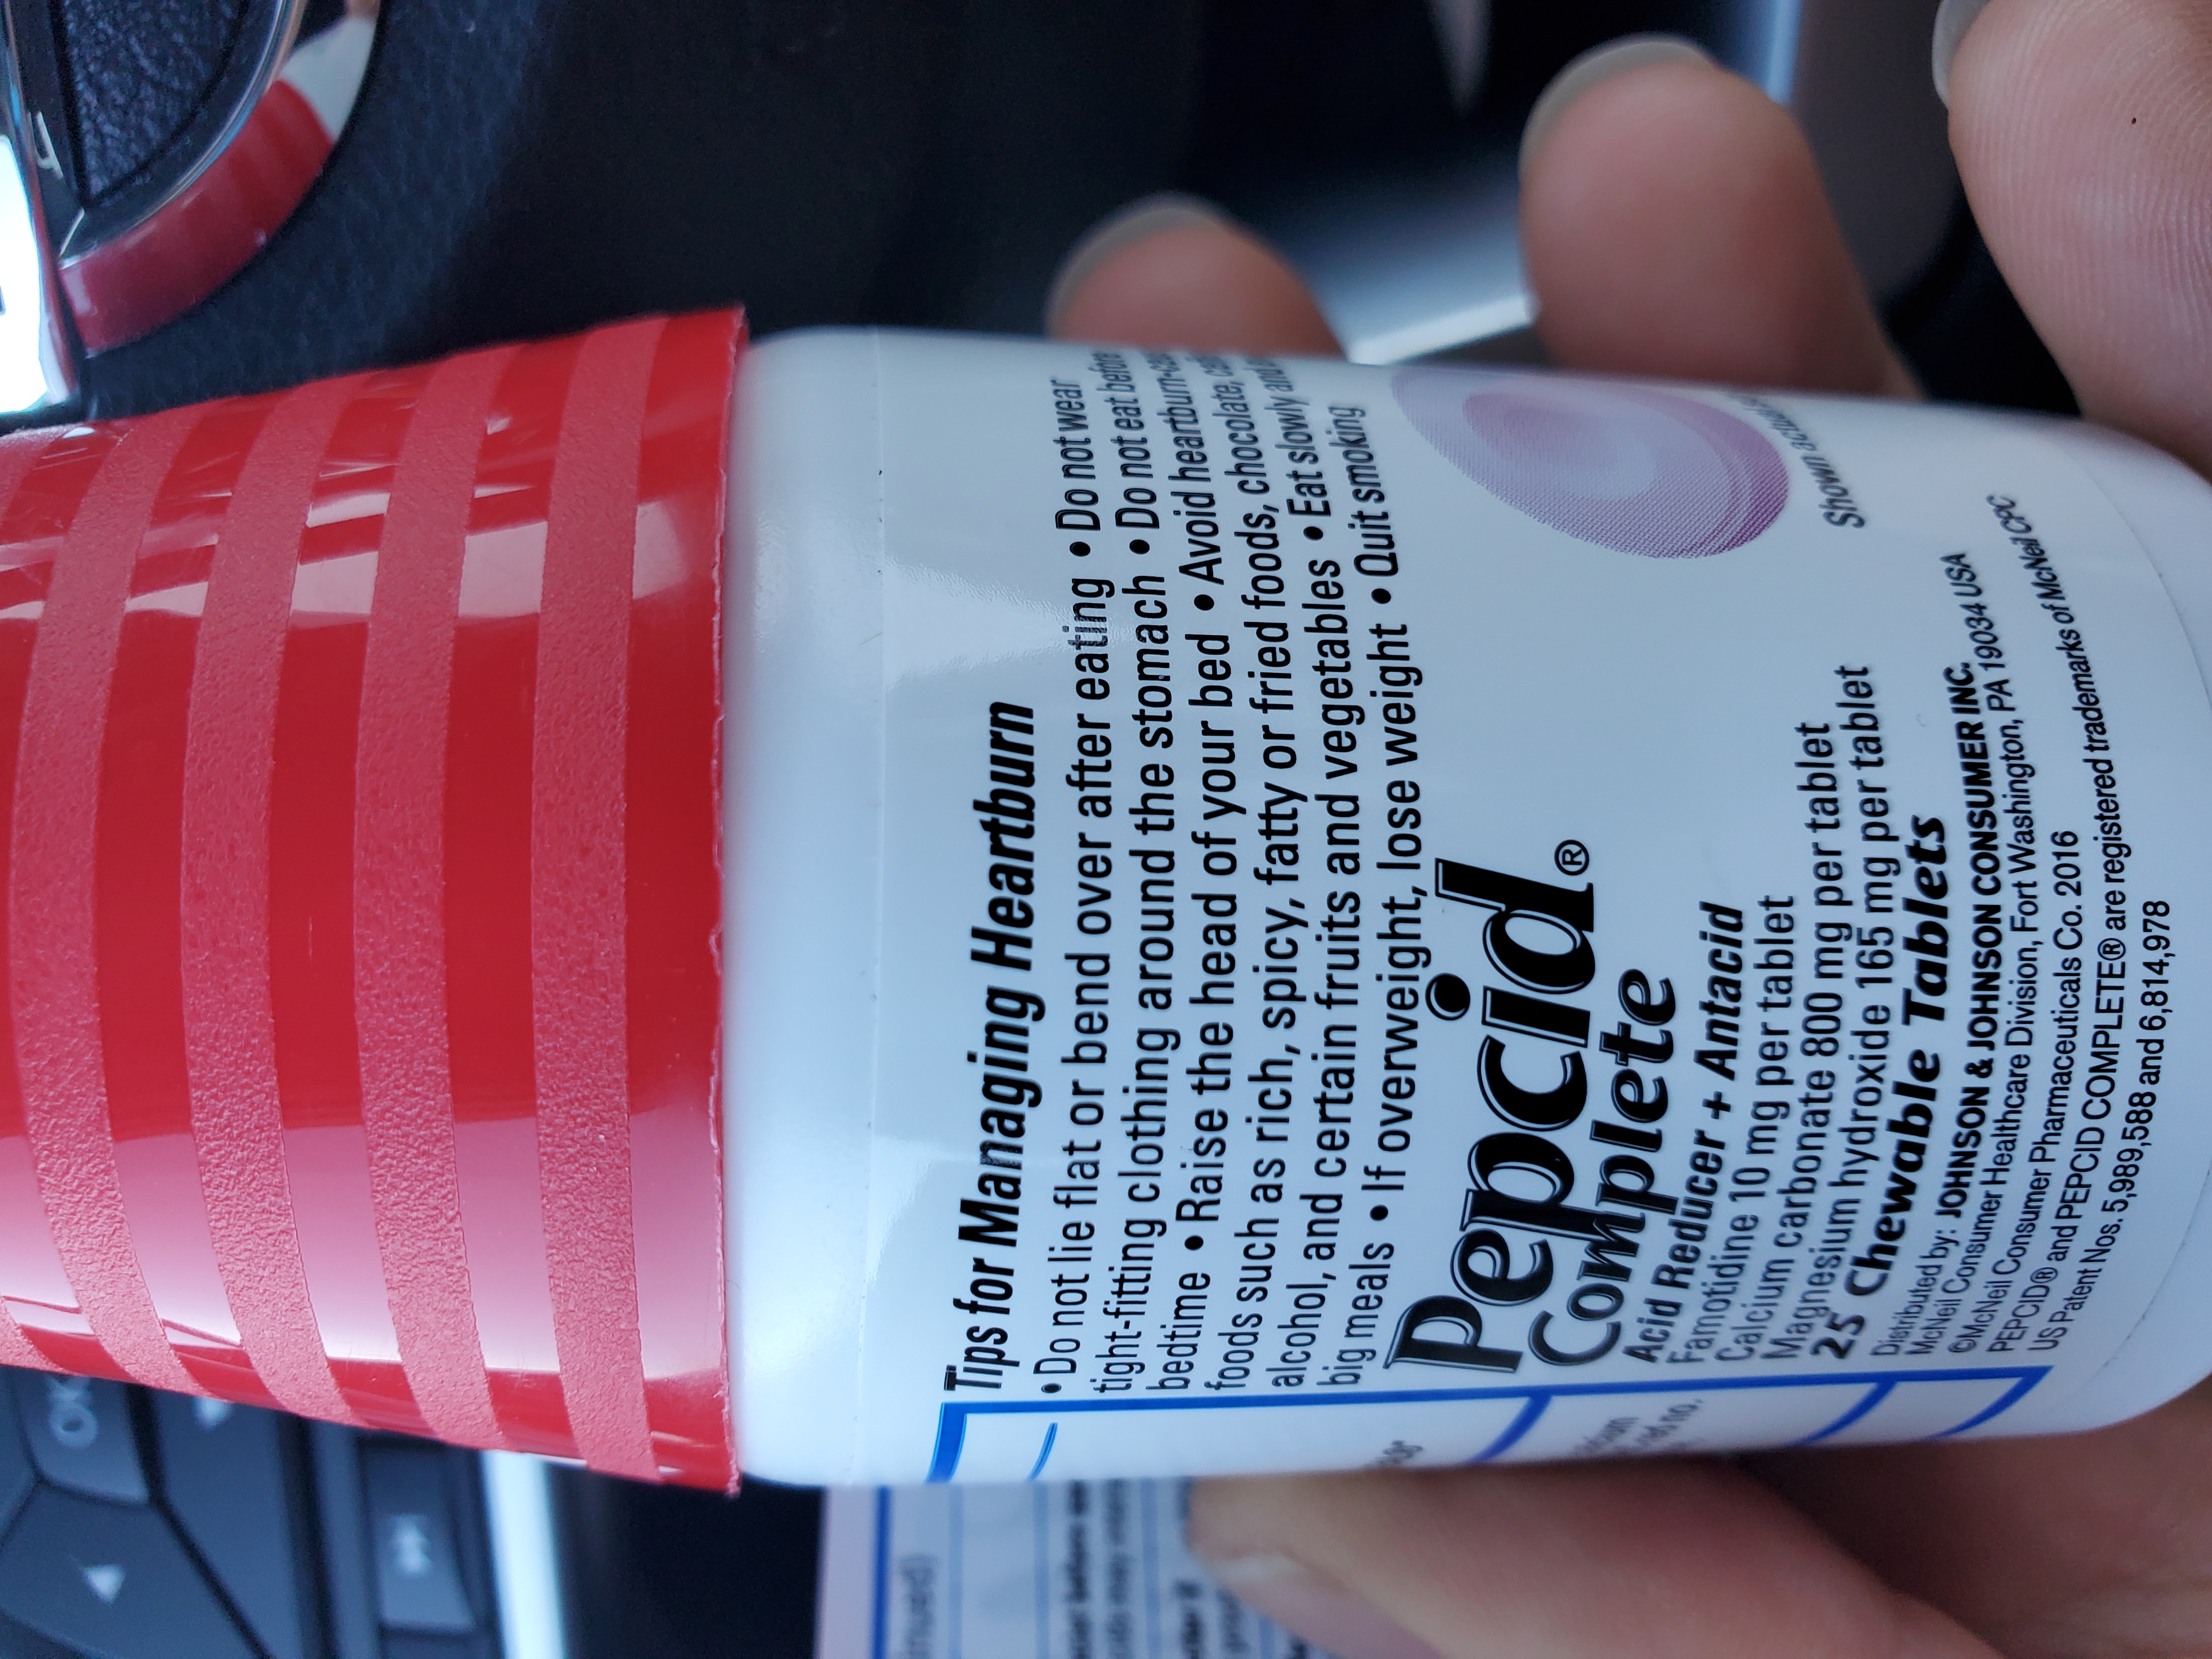 Tips for Managing Heartburn
• Do not lie flat or bend over after eating • Do not wear
tight-fitting clothing around the stomach • Do not eat before
bedtime • Raise the head of your bed • Avoid heartburn-
foods such as rich, spicy, fatty or fried foods, chocolate,
alcohol, and certain fruits and vegetables • Eat slowly and
big meals • If overweight, lose weight • Quit smoking
Pepcid®
Complete
Acid Reducer + Antacid
Famotidine 10 mg per tablet
Calcium carbonate 800 mg per tablet
Magnesium hydroxide 165 mg per tablet
25 Chewable Tablets
Shown actual
Distributed by: JOHNSON & JOHNSON CONSUMER INC.
McNeil Consumer Healthcare Division, Fort Washington, PA 19034 USA
©McNeil Consumer Pharmaceuticals Co. 2016
PEPCID® and PEPCID COMPLETE® are registered trademarks of McNeil CPC
US Patent Nos. 5,989,588 and 6,814,978
OK